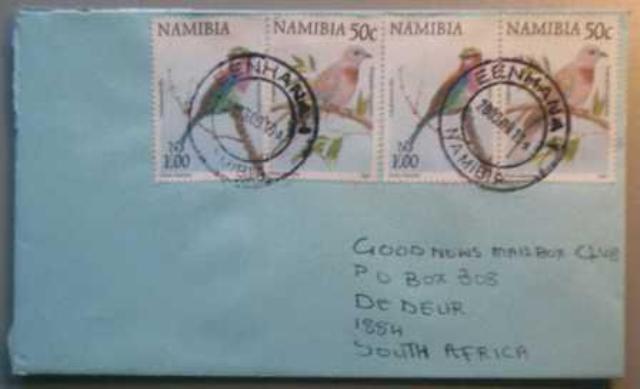 NAMIBIA
50c
NAMIBIA
50c
N$
1.00
N$
1.00
EENHANA
NAMIBIA
EENHANA
NAMIBIA
GOOD NEWS MAILBOX CLUB
P O BOX 308
DE DEUR
1884
SOUTH AFRICA